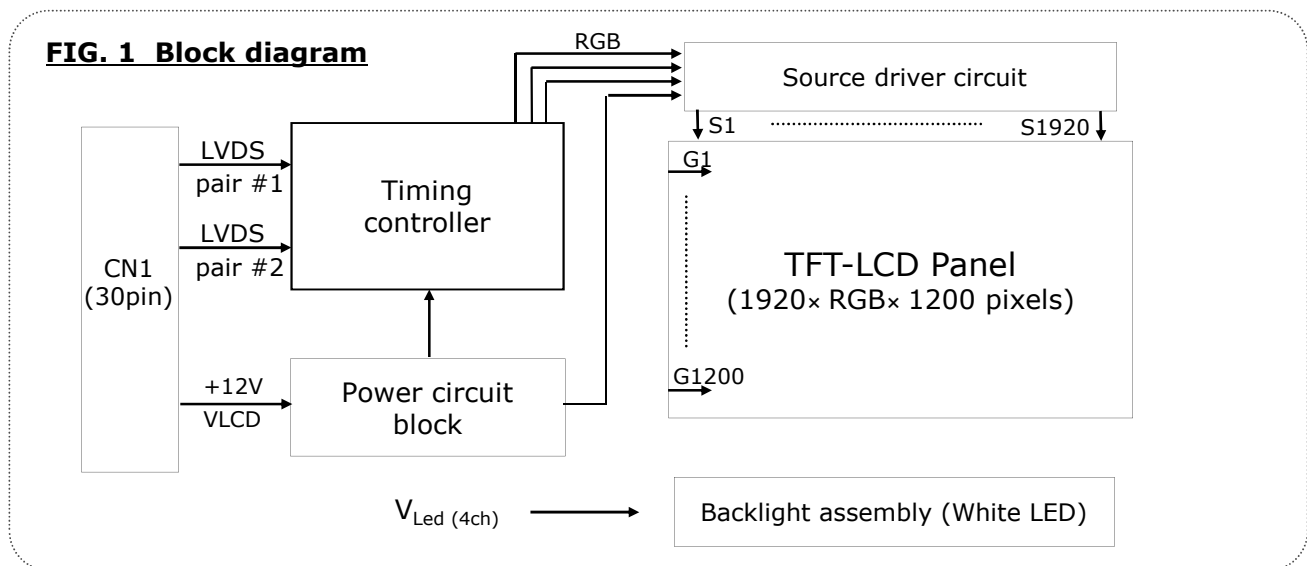 FIG. 1  Block diagram
RGB
Source driver circuit
S1
S1920
CN1
(30pin)
LVDS
pair #1
LVDS
pair #2
Timing
controller
G1
TFT-LCD Panel
(1920× RGB× 1200 pixels)
G1200
+12V
VLCD
Power circuit
block
VLed (4ch)
Backlight assembly (White LED)